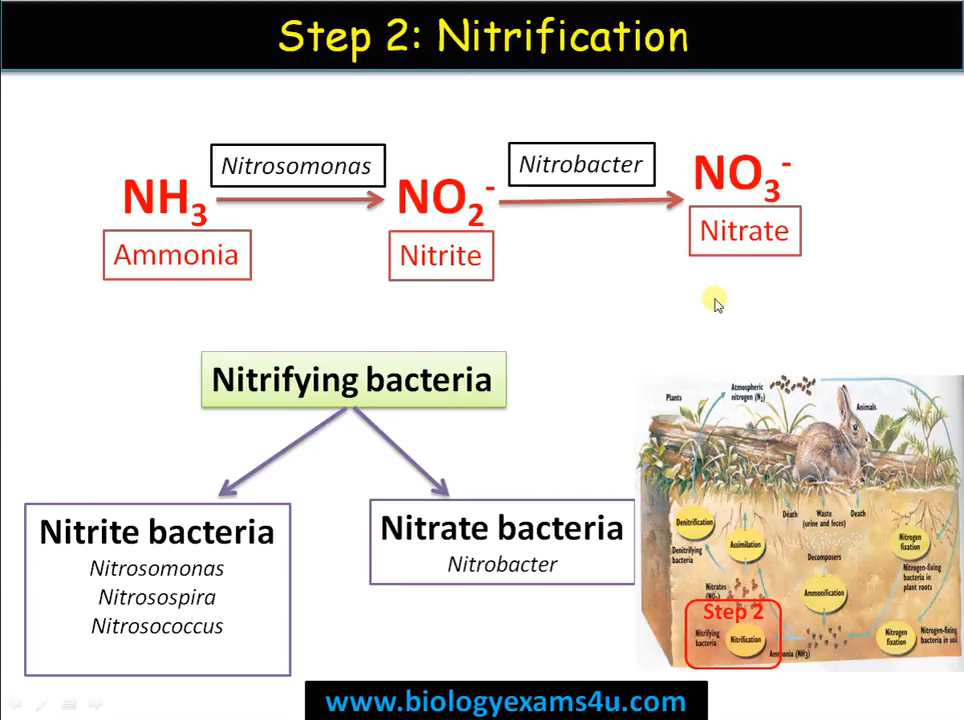 Step 2: Nitrification
Nitrosomonas
Nitrobacter
NH3
NO2-
NO3-
Ammonia
Nitrite
Nitrate
Nitrifying bacteria
Nitrite bacteria
Nitrosomonas
Nitrosospira
Nitrosococcus
Nitrate bacteria
Nitrobacter
Plants
Atmospheric
nitrogen (N2)
Animals
Death
Waste
(urine and feces)
Death
Denitrification
Denitrifying
bacteria
Assimilation
Decomposers
Nitrogen
fixation
Nitrogen-fixing
bacteria in
plant roots
Nitrates
Ammonification
Step 2
Nitrifying
bacteria
Nitrification
Ammonia (NH3)
Nitrogen
fixation
Nitrogen-fixing
bacteria in soil
www.biologyexams4u.com